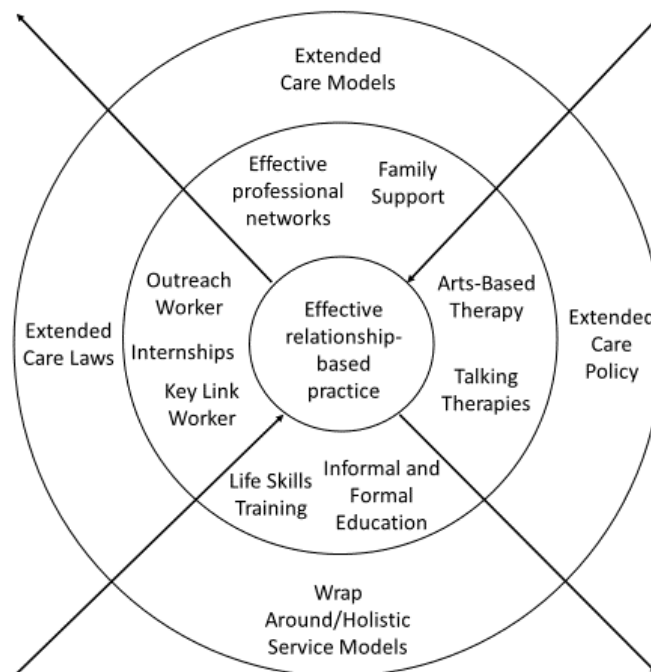 Extended
Care Models
Effective
professional
networks
Family
Support
Outreach
Worker
Internships
Key Link
Worker
Extended
Care Laws
Effective
relationship-
based
practice
Arts-Based
Therapy
Talking
Therapies
Extended
Care
Policy
Life Skills
Training
Informal and
Formal
Education
Wrap
Around/Holistic
Service Models